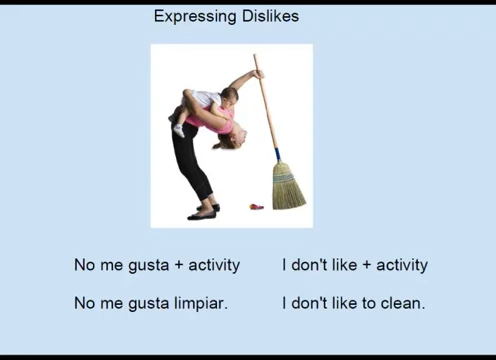 Expressing Dislikes
No me gusta + activity I don't like + activity
No me gusta limpiar. I don't like to clean.